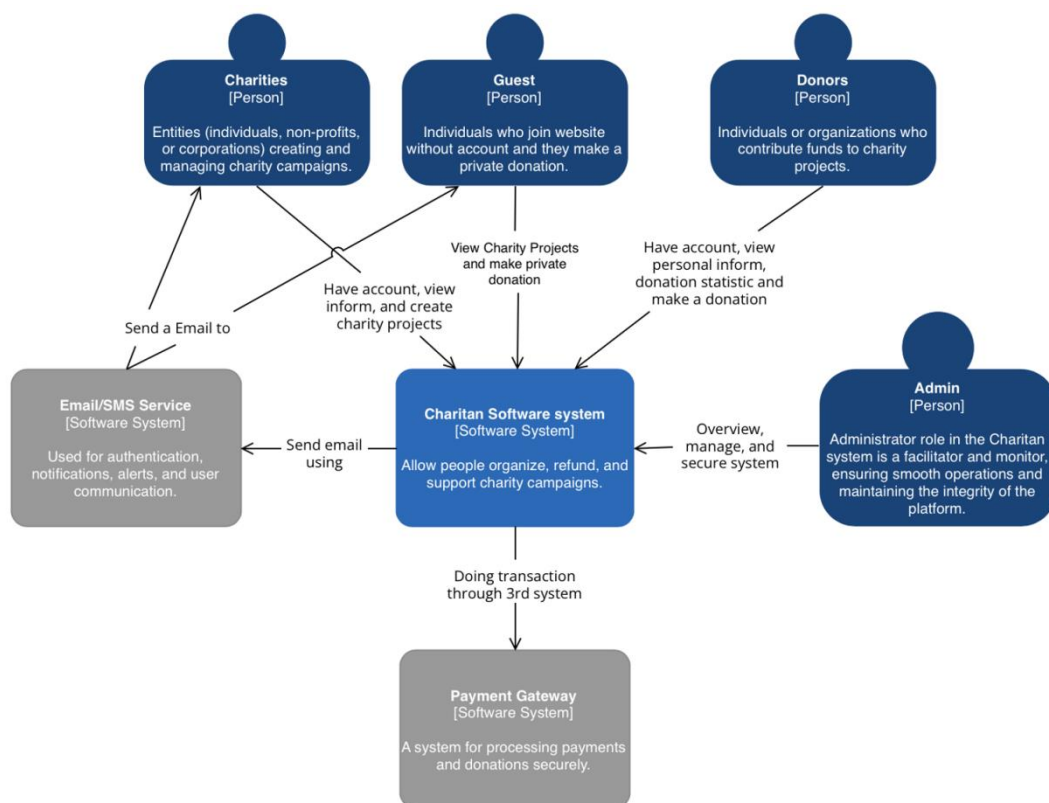 Charities
[Person]
Entities (individuals, non-profits,
or corporations) creating and
managing charity campaigns.
Guest
[Person]
Individuals who join website
without account and they make a
private donation.
Donors
[Person]
Individuals or organizations who
contribute funds to charity
projects.
View Charity Projects
and make private
donation
Have account, view
personal inform,
donation statistic and
make a donation
Have account, view
inform, and create
charity projects
Send a Email to
Email/SMS Service
[Software System]
Used for authentication,
notifications, alerts, and user
communication.
Send email
using
Charitan Software system
[Software System]
Allow people organize, refund, and
support charity campaigns.
Overview,
manage, and
secure system
Admin
[Person]
Administrator role in the Charitan
system is a facilitator and monitor,
ensuring smooth operations and
maintaining the integrity of the
platform.
Doing transaction
through 3rd system
Payment Gateway
[Software System]
A system for processing payments
and donations securely.